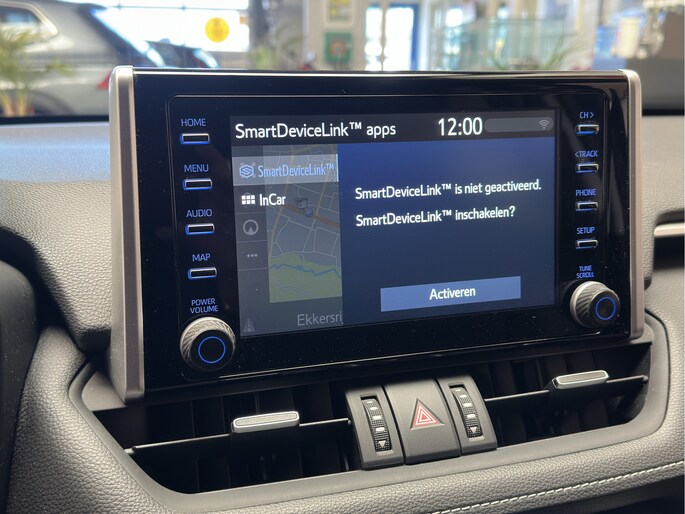 HOME
MENU
AUDIO
MAP
POWER
VOLUME
SmartDeviceLink™ apps
12:00
SmartDeviceLink™
InCar
SmartDeviceLink™ is niet geactiveerd.
SmartDeviceLink™ inschakelen?
Activeren
Ekkersri
CH >
<TRACK
PHONE
SETUP
TUNE
SCROLL